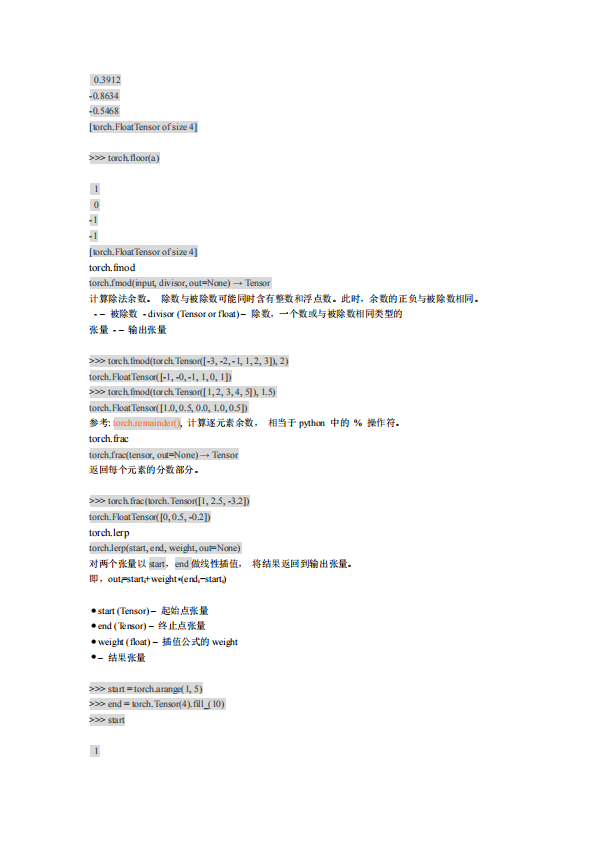 0.3912
-0.8634
-0.5468
[torch.FloatTensor of size 4]
>>> torch.floor(a)
1
0
-1
-1
[torch.FloatTensor of size 4]
torch.fmod
torch.fmod(input, divisor, out=None) → Tensor
计算除法余数。 除数与被除数可能同时含有整数和浮点数。此时，余数的正负与被除数相同。
- – 被除数 - divisor (Tensor or float) – 除数，一个数或与被除数相同类型的
张量 - – 输出张量
>>> torch.fmod(torch.Tensor([-3, -2, -1, 1, 2, 3]), 2)
torch.FloatTensor([-1, -0, -1, 1, 0, 1])
>>> torch.fmod(torch.Tensor([1, 2, 3, 4, 5]), 1.5)
torch.FloatTensor([1.0, 0.5, 0.0, 1.0, 0.5])
参考: torch.remainder(), 计算逐元素余数， 相当于 python 中的 % 操作符。
torch.frac
torch.frac(tensor, out=None) → Tensor
返回每个元素的分数部分。
>>> torch.frac(torch.Tensor([1, 2.5, -3.2])
torch.FloatTensor([0, 0.5, -0.2])
torch.lerp
torch.lerp(start, end, weight, out=None)
对两个张量以 start，end 做线性插值， 将结果返回到输出张量。
即，outᵢ=startᵢ+weight∗(endᵢ−startᵢ)
● start (Tensor) – 起始点张量
● end (Tensor) – 终止点张量
● weight (float) – 插值公式的 weight
● – 结果张量
>>> start = torch.arange(1, 5)
>>> end = torch.Tensor(4).fill_(10)
>>> start
1